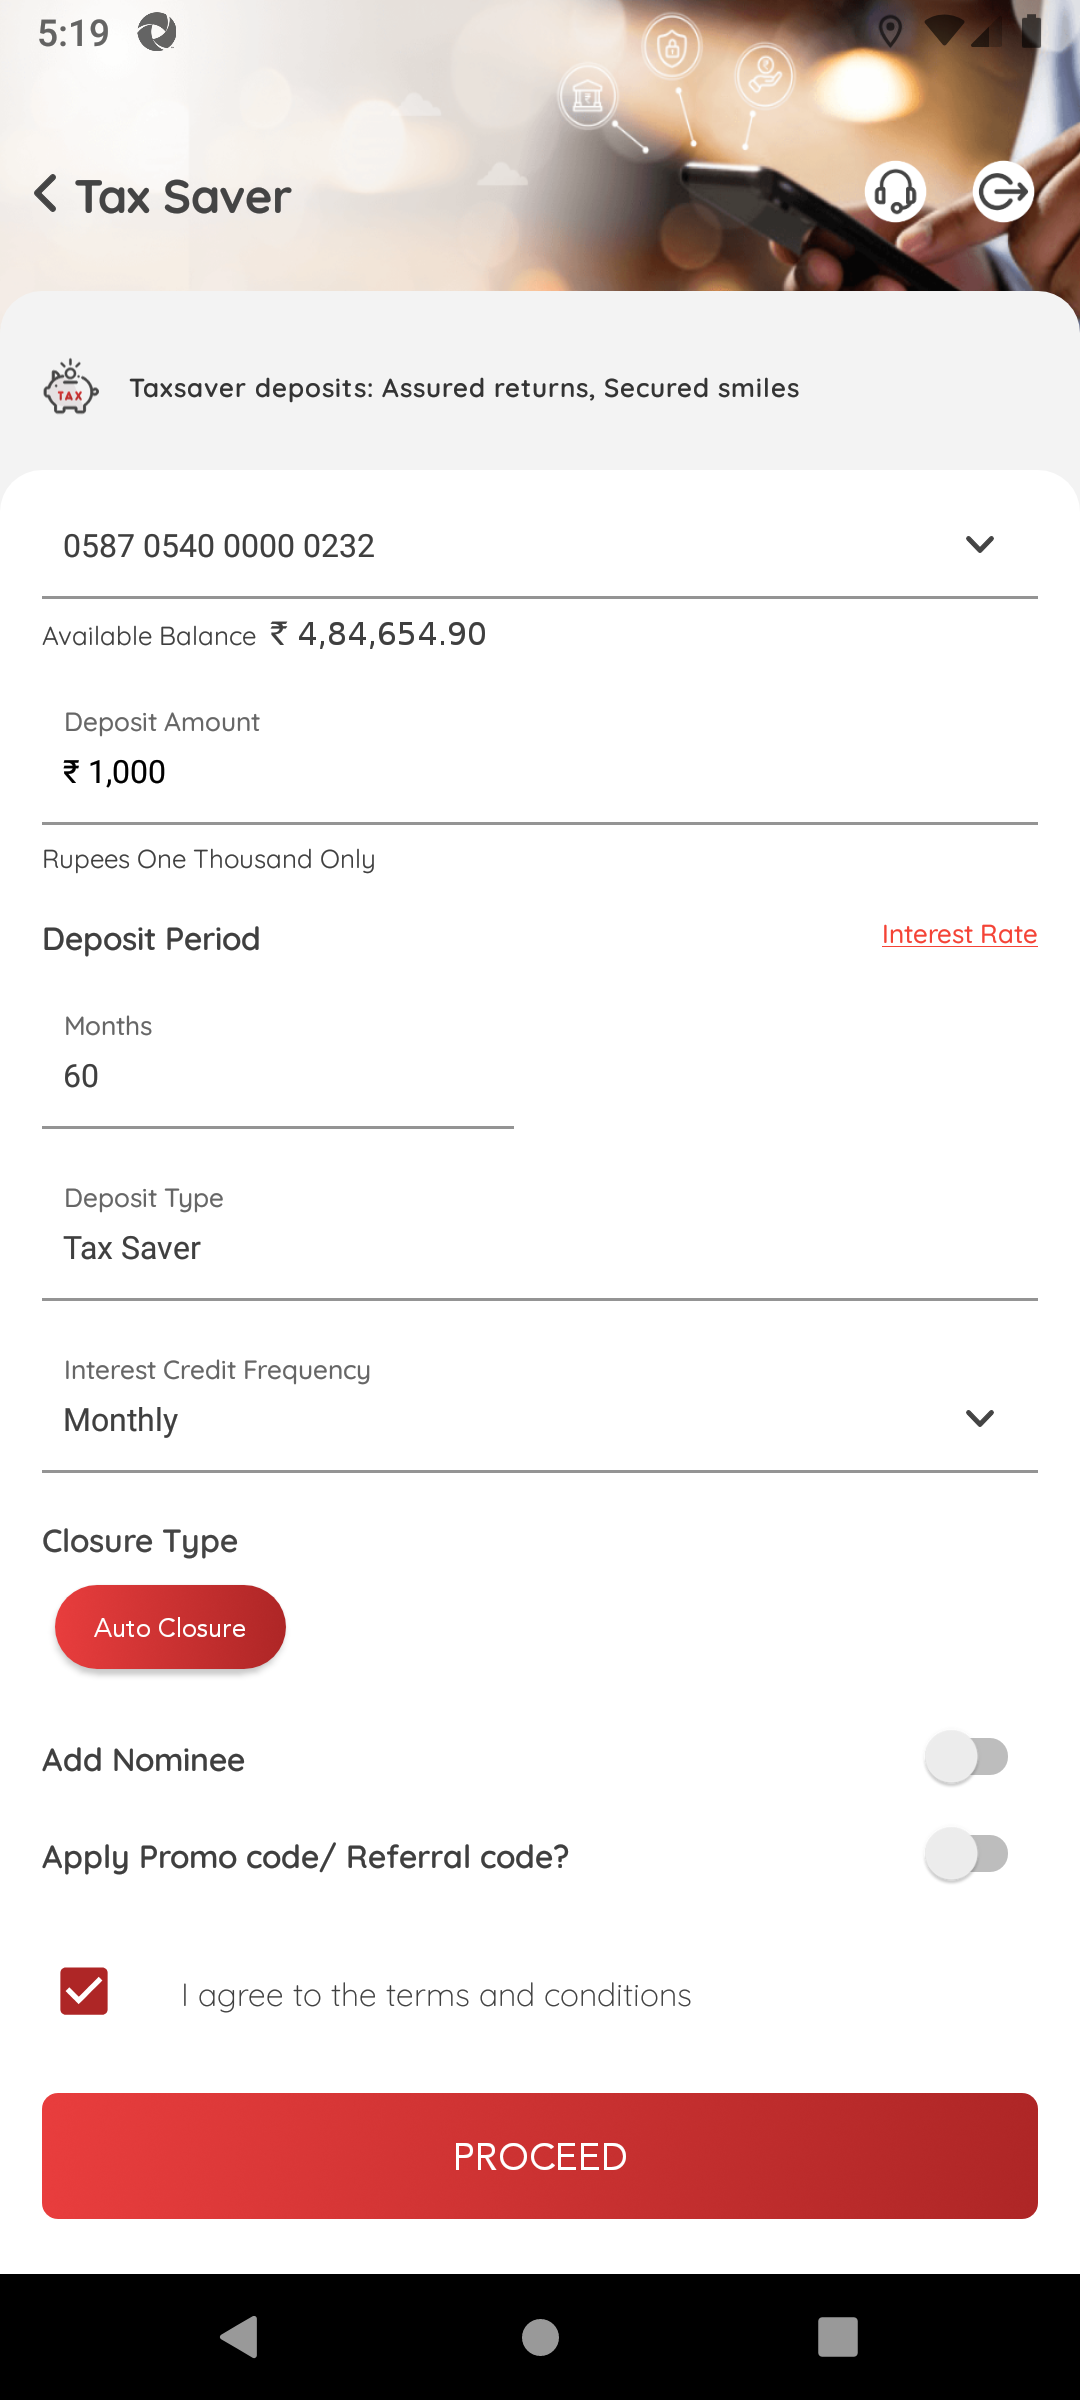 5:19
Tax Saver
TAX
Taxsaver deposits: Assured returns, Secured smiles
0587 0540 0000 0232
Available Balance ₹ 4,84,654.90
Deposit Amount
₹ 1,000
Rupees One Thousand Only
Deposit Period
Interest Rate
Months
60
Deposit Type
Tax Saver
Interest Credit Frequency
Monthly
Closure Type
Auto Closure
Add Nominee
Apply Promo code/ Referral code?
I agree to the terms and conditions
PROCEED